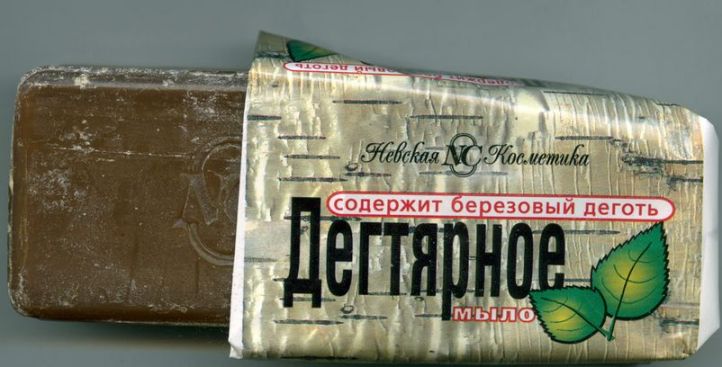 Невская NC Косметика
содержит березовый деготь
Дегтярное
мыло